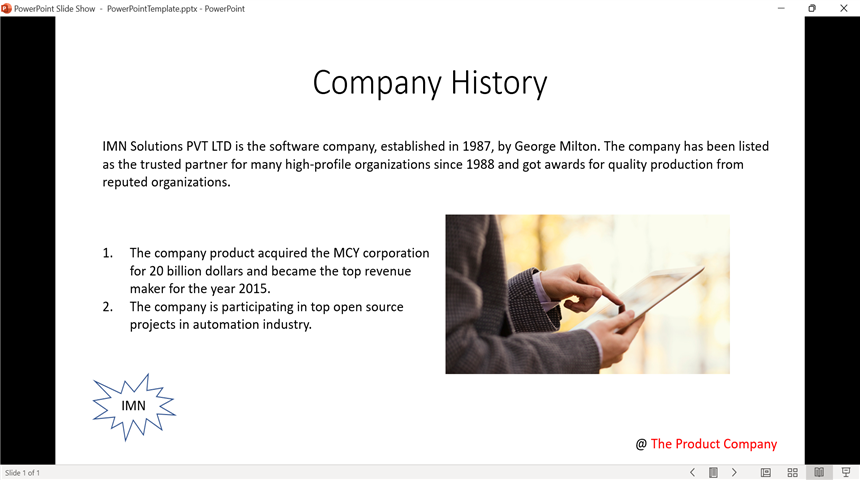 PowerPoint Slide Show - PowerPointTemplate.pptx - PowerPoint
Company History
IMN Solutions PVT LTD is the software company, established in 1987, by George Milton. The company has been listed
as the trusted partner for many high-profile organizations since 1988 and got awards for quality production from
reputed organizations.
1. The company product acquired the MCY corporation
for 20 billion dollars and became the top revenue
maker for the year 2015.
2. The company is participating in top open source
projects in automation industry.
IMN
@ The Product Company
Slide 1 of 1